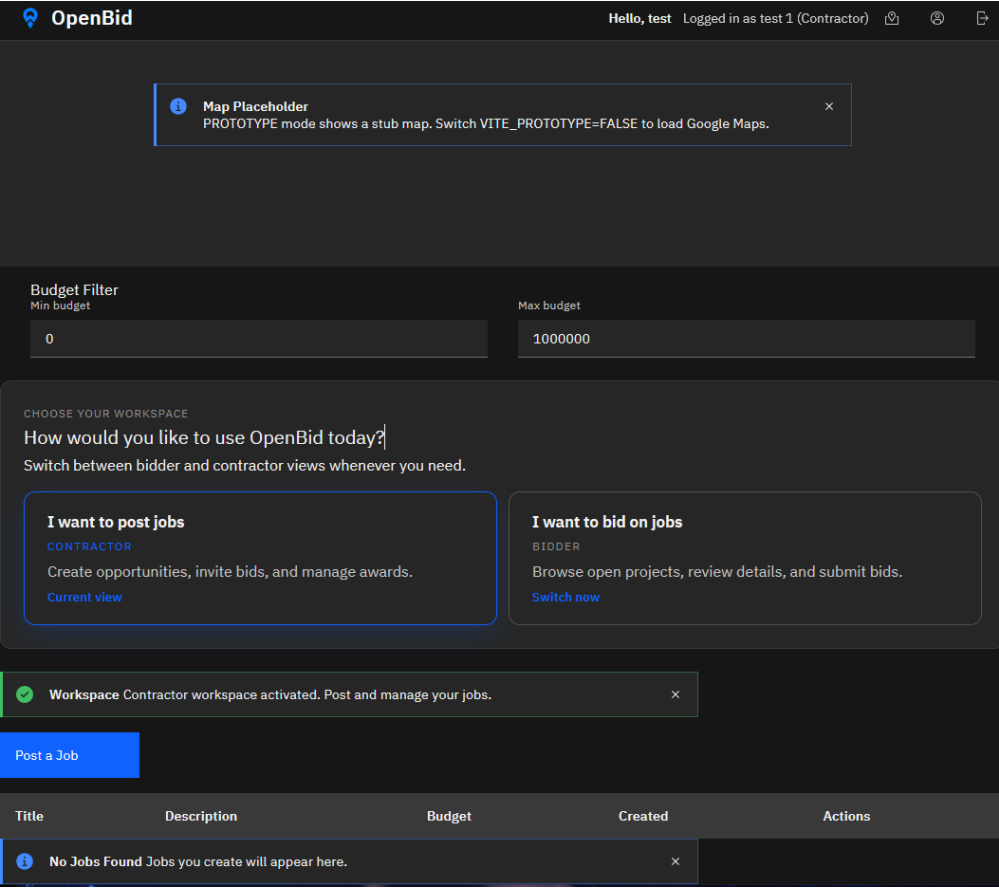 OpenBid
Hello, test Logged in as test 1 (Contractor)
Map Placeholder
PROTOTYPE mode shows a stub map. Switch VITE_PROTOTYPE=FALSE to load Google Maps.
Budget Filter
Min budget
0
Max budget
1000000
CHOOSE YOUR WORKSPACE
How would you like to use OpenBid today?
Switch between bidder and contractor views whenever you need.
I want to post jobs
CONTRACTOR
Create opportunities, invite bids, and manage awards.
Current view
I want to bid on jobs
BIDDER
Browse open projects, review details, and submit bids.
Switch now
Workspace Contractor workspace activated. Post and manage your jobs.
Post a Job
Title Description Budget Created Actions
No Jobs Found Jobs you create will appear here.